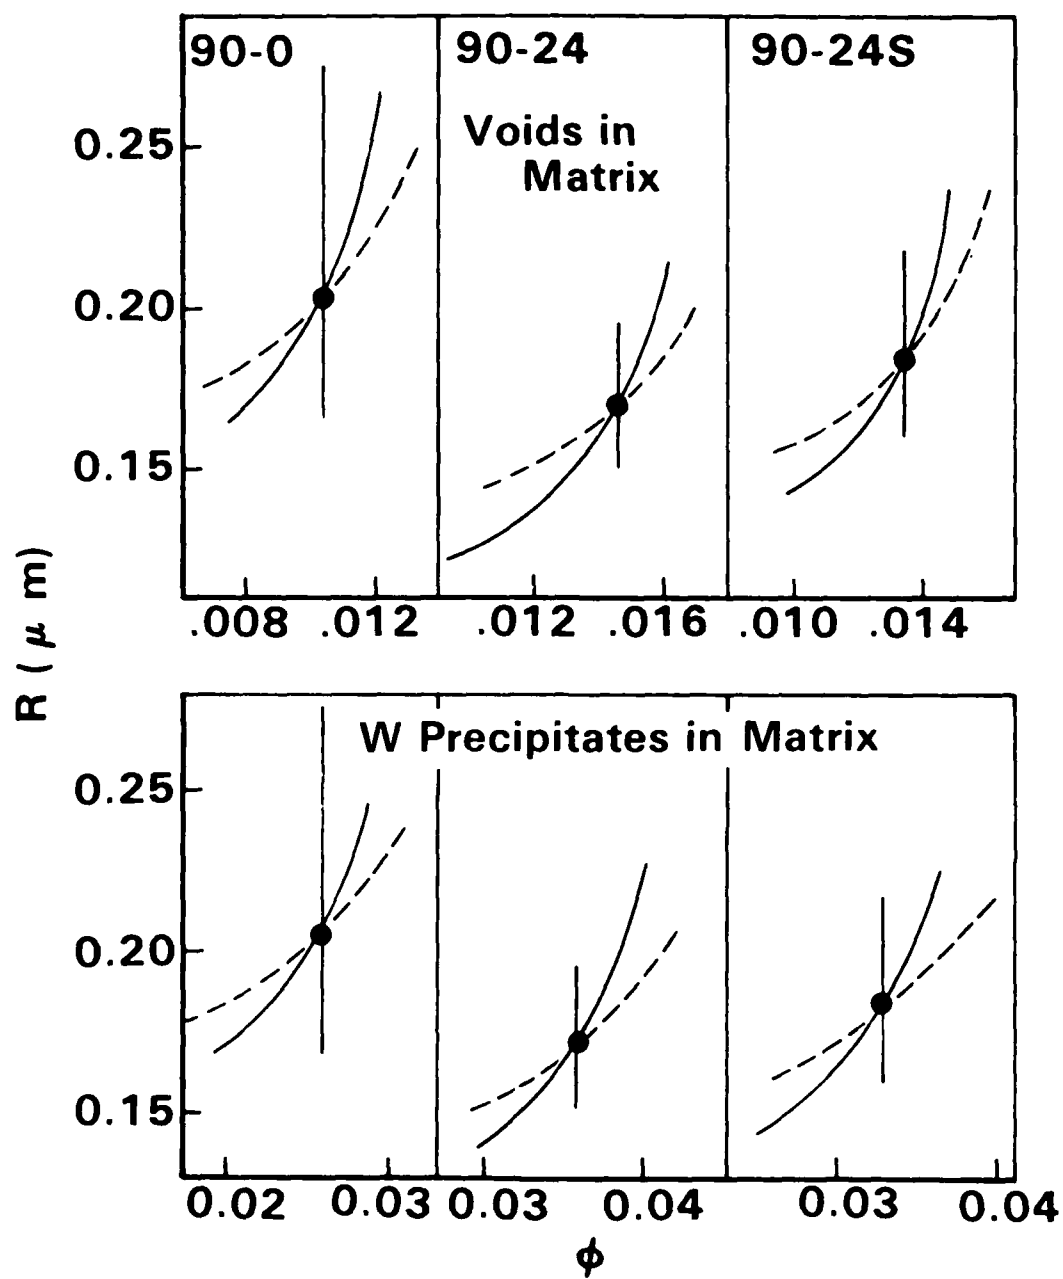 90-0 90-24 90-24S
Voids in
Matrix
0.25
0.20
0.15
.008 .012 .012 .016 .010 .014
R (μ m)
W Precipitates in Matrix
0.25
0.20
0.15
0.02 0.03 0.03 0.04 0.03 0.04
ϕ